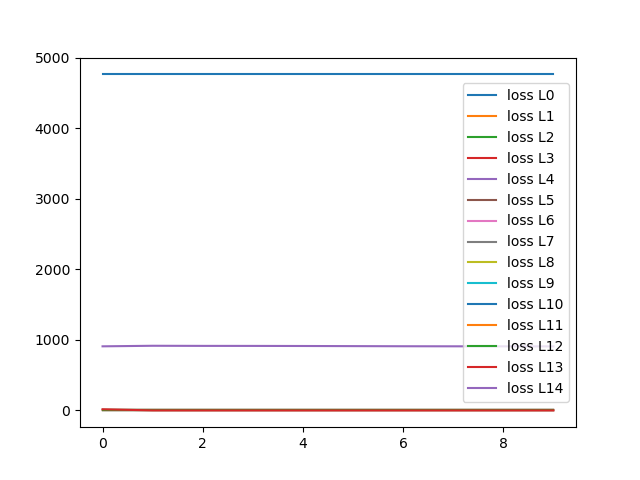 5000
4000
3000
2000
1000
0
0
2
4
6
8
loss L0
loss L1
loss L2
loss L3
loss L4
loss L5
loss L6
loss L7
loss L8
loss L9
loss L10
loss L11
loss L12
loss L13
loss L14